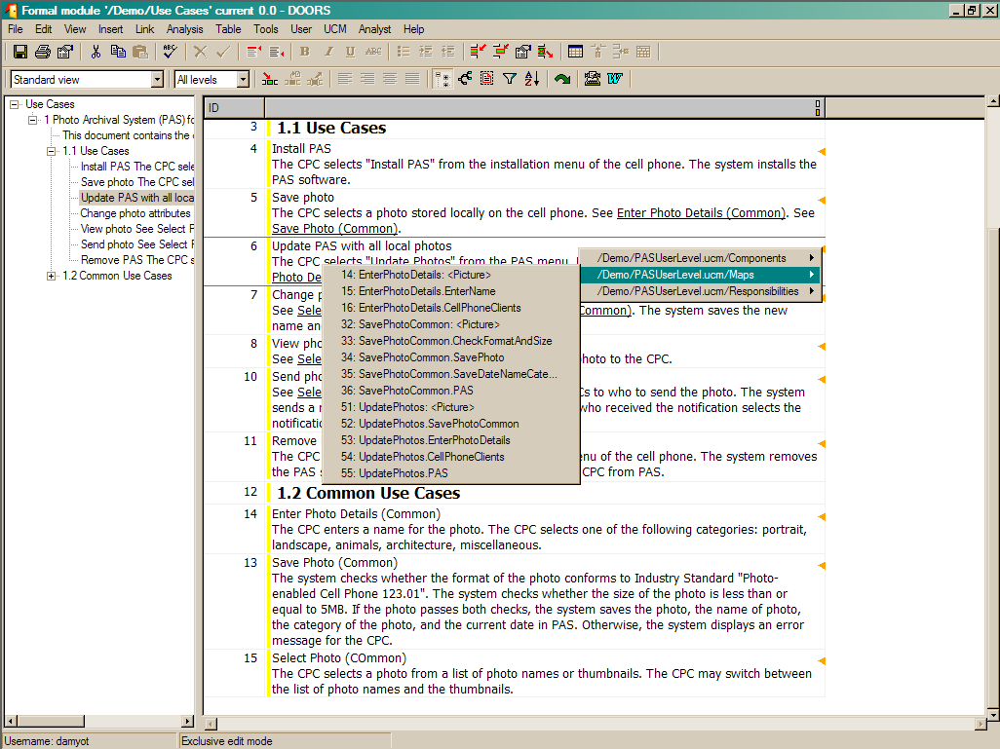 Formal module '/Demo/Use Cases' current 0.0 - DOORS
File Edit View Insert Link Analysis Table Tools User UCM Analyst Help
Standard view All levels
Use Cases
1 Photo Archival System (PAS) fo
This document contains the
1.1 Use Cases
Install PAS The CPC sele
Save photo The CPC sel
Update PAS with all loca
Change photo attributes
View photo See Select F
Send photo See Select F
Remove PAS The CPC s
1.2 Common Use Cases
ID
3 1.1 Use Cases
4 Install PAS
The CPC selects "Install PAS" from the installation menu of the cell phone. The system installs the
PAS software.
5 Save photo
The CPC selects a photo stored locally on the cell phone. See Enter Photo Details (Common). See
Save Photo (Common).
6 Update PAS with all local photos
The CPC selects "Update Photos" from the PAS menu.
Photo De
7 Change p
See Sele Common). The system saves the new
name an
8 View pho
See Sele hoto to the CPC.
10 Send pho
See Sele Cs to who to send the photo. The system
sends a who received the notification selects the
notificati
11 Remove
The CPC nu of the cell phone. The system removes
the PAS CPC from PAS.
12 1.2 Common Use Cases
14 Enter Photo Details (Common)
The CPC enters a name for the photo. The CPC selects one of the following categories: portrait,
landscape, animals, architecture, miscellaneous.
13 Save Photo (Common)
The system checks whether the format of the photo conforms to Industry Standard "Photo-
enabled Cell Phone 123.01". The system checks whether the size of the photo is less than or
equal to 5MB. If the photo passes both checks, the system saves the photo, the name of photo,
the category of the photo, and the current date in PAS. Otherwise, the system displays an error
message for the CPC.
15 Select Photo (COmmon)
The CPC selects a photo from a list of photo names or thumbnails. The CPC may switch between
the list of photo names and the thumbnails.
/Demo/PASUserLevel.ucm/Components
/Demo/PASUserLevel.ucm/Maps
/Demo/PASUserLevel.ucm/Responsibilities
14: EnterPhotoDetails: <Picture>
15: EnterPhotoDetails.EnterName
16: EnterPhotoDetails.CellPhoneClients
32: SavePhotoCommon: <Picture>
33: SavePhotoCommon.CheckFormatAndSize
34: SavePhotoCommon.SavePhoto
35: SavePhotoCommon.SaveDateNameCate...
36: SavePhotoCommon.PAS
51: UpdatePhotos: <Picture>
52: UpdatePhotos.SavePhotoCommon
53: UpdatePhotos.EnterPhotoDetails
54: UpdatePhotos.CellPhoneClients
55: UpdatePhotos.PAS
Username: damyot Exclusive edit mode